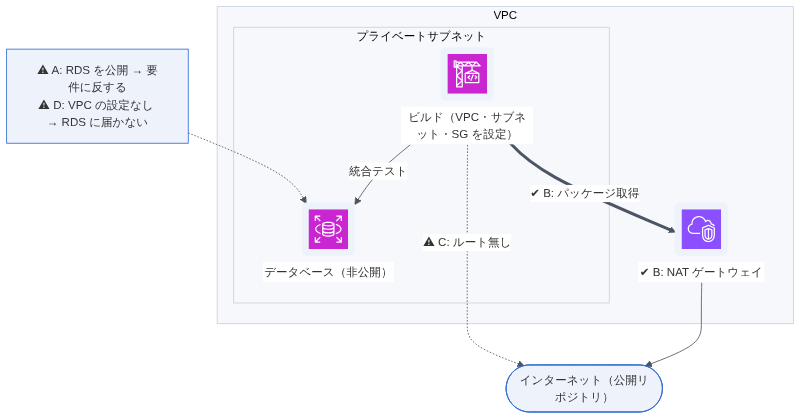 VPC
プライベートサブネット
⚠ A: RDS を公開 → 要
件に反する
⚠ D: VPC の設定なし
→ RDS に届かない
ビルド（VPC・サブネ
ット・SG を設定）
統合テスト
✔ B: パッケージ取得
⚠ C: ルート無し
データベース（非公開）
✔ B: NAT ゲートウェイ
インターネット（公開リ
ポジトリ）